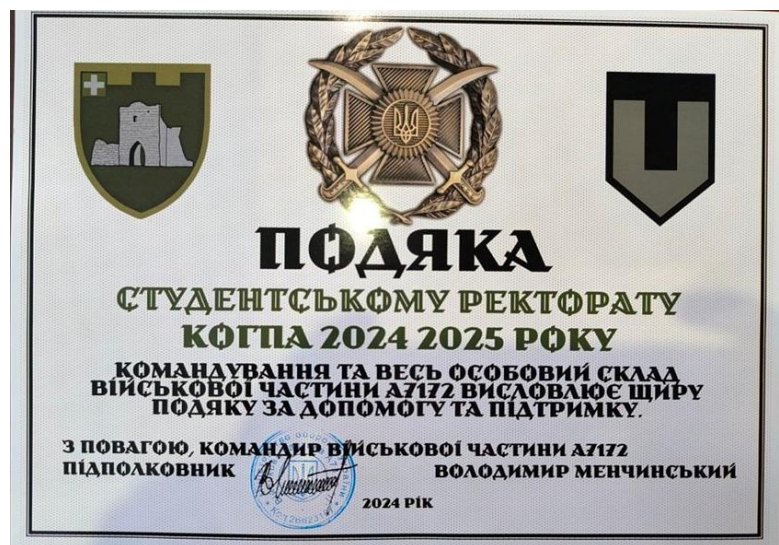 ПОДЯКА
СТУДЕНТСЬКОМУ РЕКТОРАТУ
КОГПА 2024 2025 РОКУ
КОМАНДУВАННЯ ТА ВЕСЬ ОСОБОВИЙ СКЛАД
ВІЙСЬКОВОЇ ЧАСТИНИ А7172 ВИСЛОВЛЮЄ ЩИРУ
ПОДЯКУ ЗА ДОПОМОГУ ТА ПІДТРИМКУ.
З ПОВАГОЮ, КОМАНДИР ВІЙСЬКОВОЇ ЧАСТИНИ А7172
ПІДПОЛКОВНИК ВОЛОДИМИР МЕНЧИНСЬКИЙ
2024 РІК